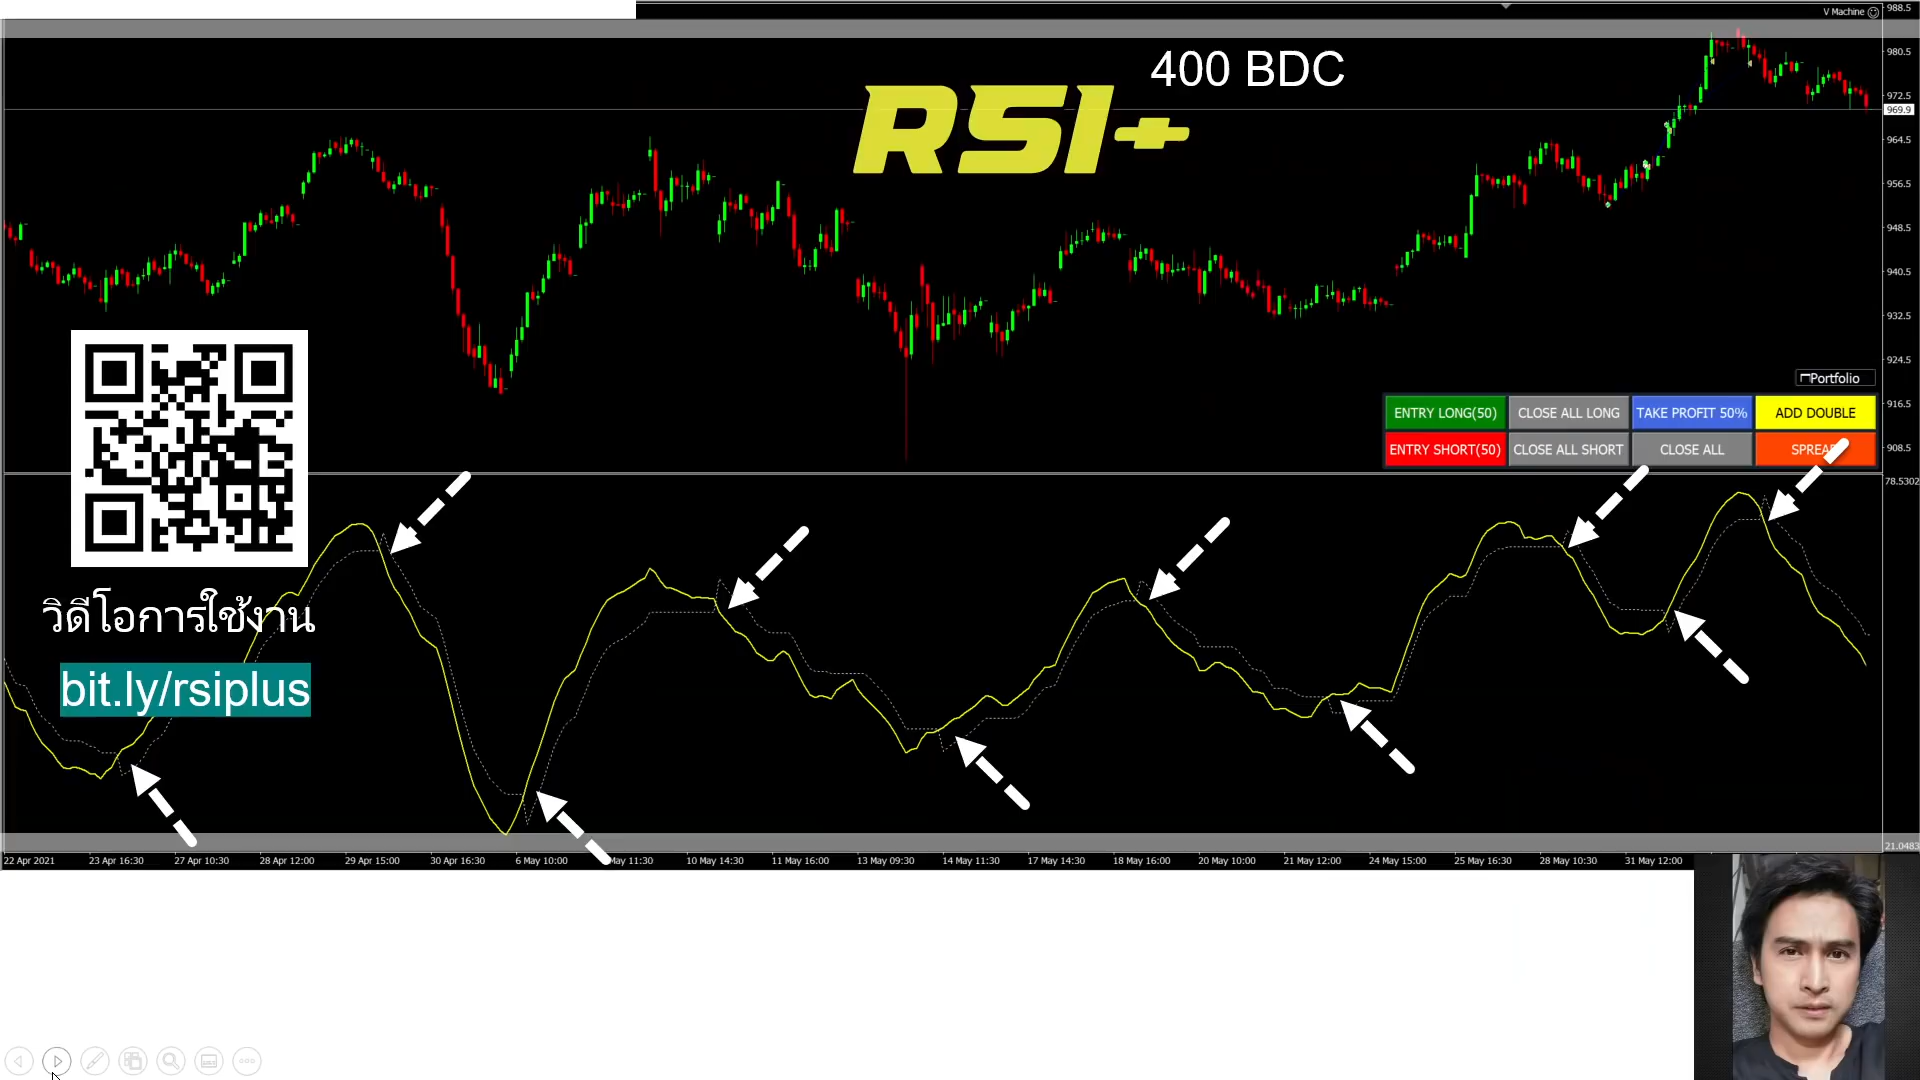 V Machine
988.5
400 BDC
980.5
RSI+
972.5
969.9
964.5
956.5
948.5
940.5
932.5
924.5
Portfolio
916.5
ENTRY LONG(50) CLOSE ALL LONG TAKE PROFIT 50% ADD DOUBLE
ENTRY SHORT(50) CLOSE ALL SHORT CLOSE ALL SPREA
908.5
78.5302
วิดีโอการใช้งาน
bit.ly/rsiplus
21.0483
22 Apr 2021 23 Apr 16:30 27 Apr 10:30 28 Apr 12:00 29 Apr 15:00 30 Apr 16:30 6 May 10:00 May 11:30 10 May 14:30 11 May 16:00 13 May 09:30 14 May 11:30 17 May 14:30 18 May 16:00 20 May 10:00 21 May 12:00 24 May 15:00 25 May 16:30 28 May 10:30 31 May 12:00